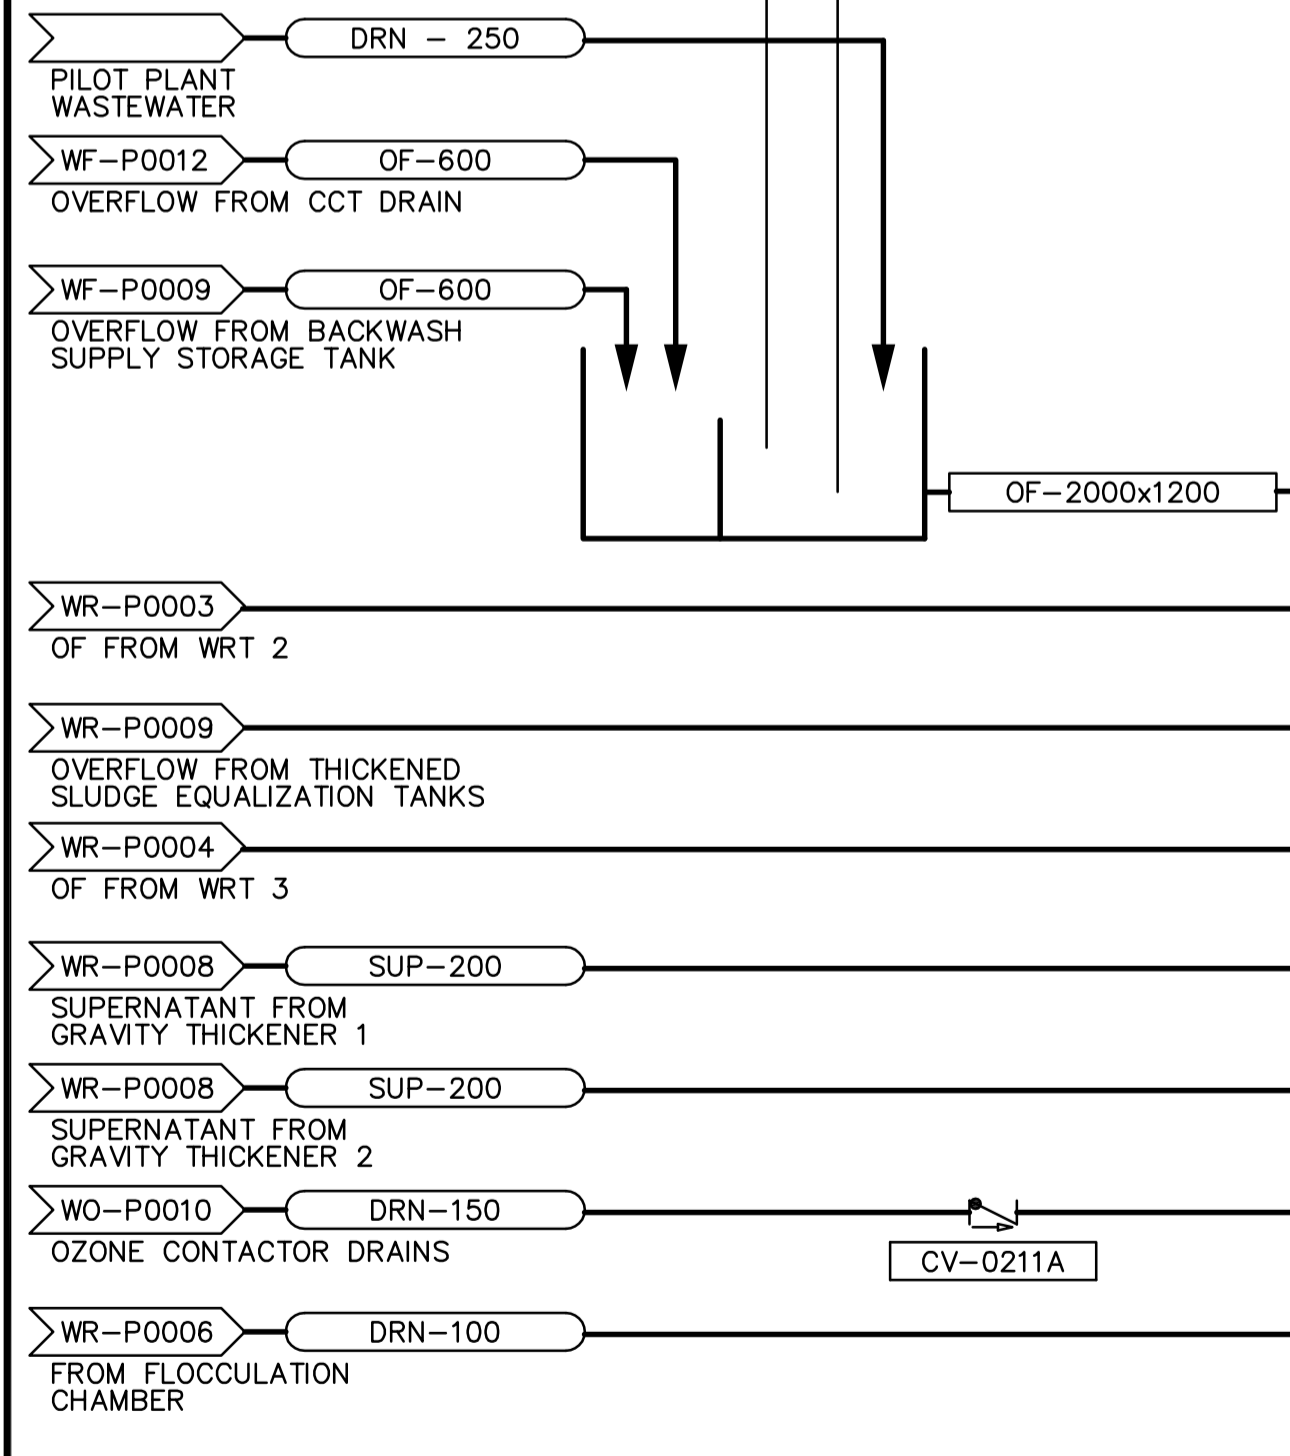 DRN - 250
PILOT PLANT
WASTEWATER
WF-P0012
OF-600
OVERFLOW FROM CCT DRAIN
WF-P0009
OF-600
OVERFLOW FROM BACKWASH
SUPPLY STORAGE TANK
OF-2000x1200
WR-P0003
OF FROM WRT 2
WR-P0009
OVERFLOW FROM THICKENED
SLUDGE EQUALIZATION TANKS
WR-P0004
OF FROM WRT 3
WR-P0008
SUP-200
SUPERNATANT FROM
GRAVITY THICKENER 1
WR-P0008
SUP-200
SUPERNATANT FROM
GRAVITY THICKENER 2
WO-P0010
DRN-150
OZONE CONTACTOR DRAINS
CV-0211A
WR-P0006
DRN-100
FROM FLOCCULATION
CHAMBER